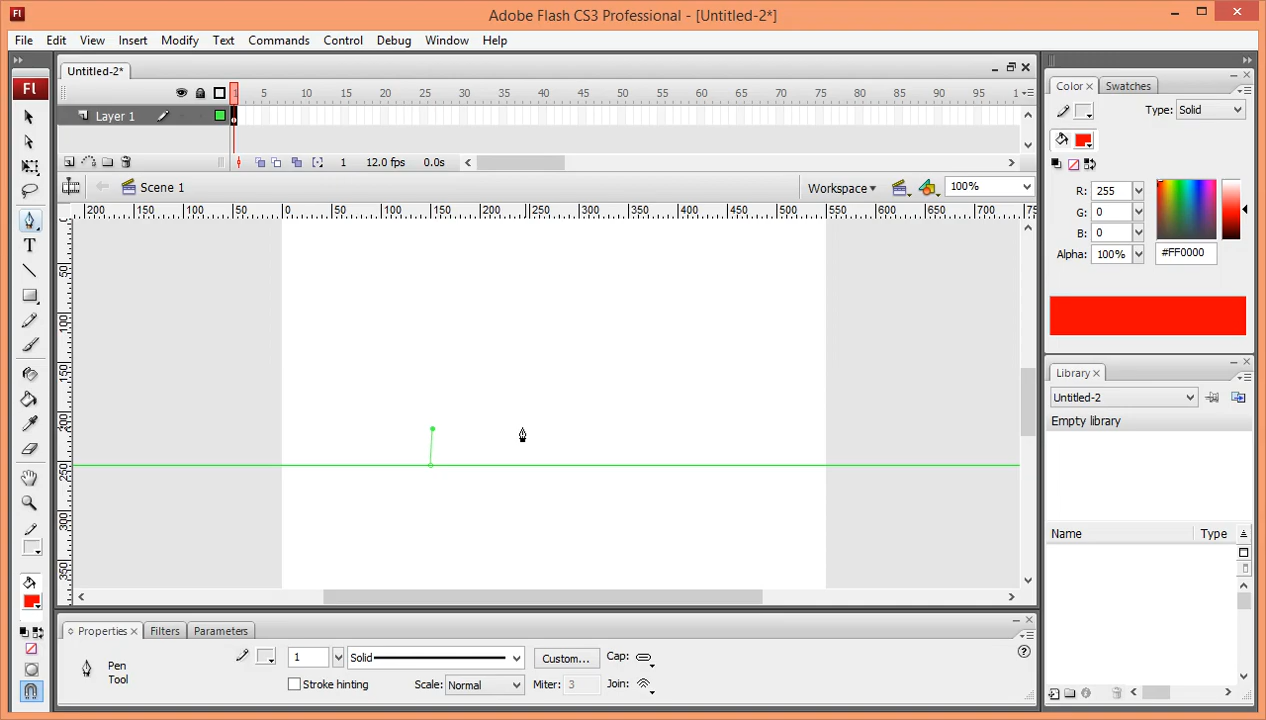 Fl Adobe Flash CS3 Professional - [Untitled-2*]
File Edit View Insert Modify Text Commands Control Debug Window Help
Untitled-2*
Fl
1 5 10 15 20 25 30 35 40 45 50 55 60 65 70 75 80 85 90 95 1
Layer 1
1 12.0 fps 0.0s
Scene 1
Workspace 100%
200 150 100 50 0 50 100 150 200 250 300 350 400 450 500 550 600 650 700 75
50
100
150
200
250
300
350
T
Color Swatches
Type: Solid
R: 255
G: 0
B: 0
Alpha: 100% #FF0000
Library
Untitled-2
Empty library
Name Type
Properties Filters Parameters
Pen
Tool
1 Solid Custom... Cap:
Stroke hinting Scale: Normal Miter: 3 Join: